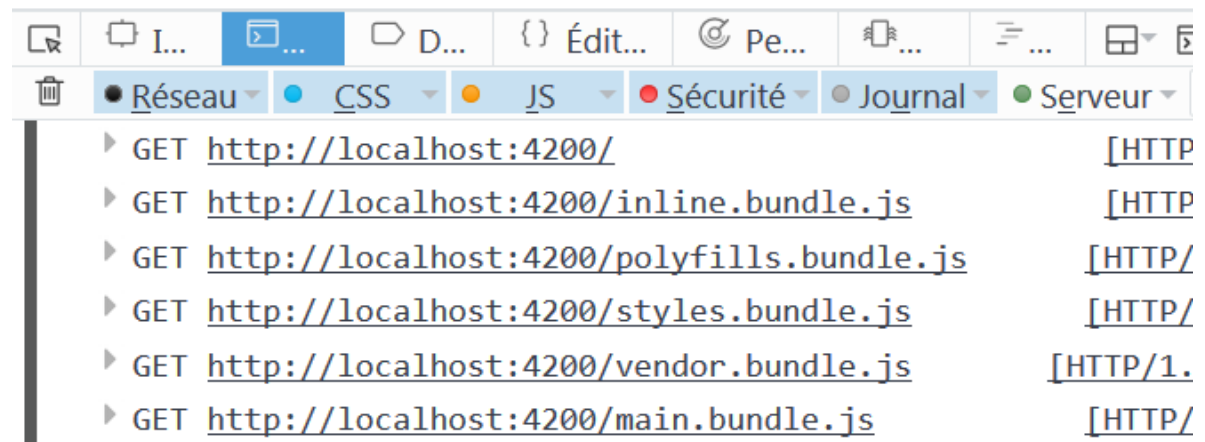 I... ... D... {} Édit... Pe... ... ...
Réseau CSS JS Sécurité Journal Serveur
GET http://localhost:4200/ [HTTP
GET http://localhost:4200/inline.bundle.js [HTTP
GET http://localhost:4200/polyfills.bundle.js [HTTP/
GET http://localhost:4200/styles.bundle.js [HTTP/
GET http://localhost:4200/vendor.bundle.js [HTTP/1.
GET http://localhost:4200/main.bundle.js [HTTP/